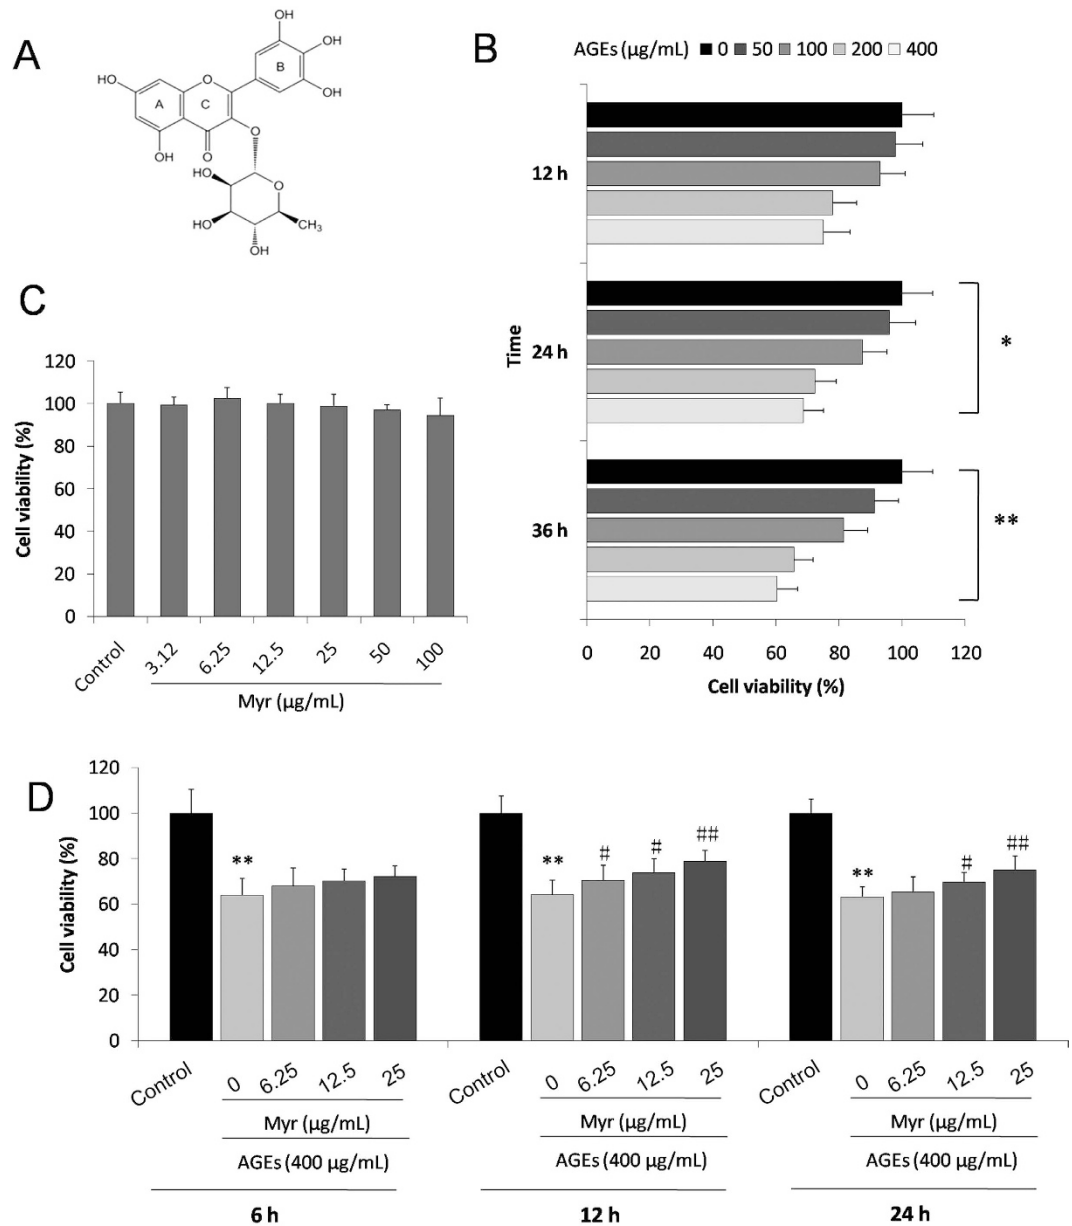 A
OH
OH
HO
O
B
A
C
OH
O
OH
O
HO
O
HO
CH₃
HO
OH
B
AGEs (µg/mL) 0 50 100 200 400
12 h
24 h
*
36 h
**
Time
0 20 40 60 80 100 120
Cell viability (%)
C
120
100
80
60
40
20
0
Cell viability (%)
Control 3.12 6.25 12.5 25 50 100
Myr (µg/mL)
D
120
100
80
60
40
20
0
Cell viability (%)
** ** # # ## ** # ##
Control 0 6.25 12.5 25 Control 0 6.25 12.5 25 Control 0 6.25 12.5 25
Myr (µg/mL) Myr (µg/mL) Myr (µg/mL)
AGEs (400 µg/mL) AGEs (400 µg/mL) AGEs (400 µg/mL)
6 h 12 h 24 h